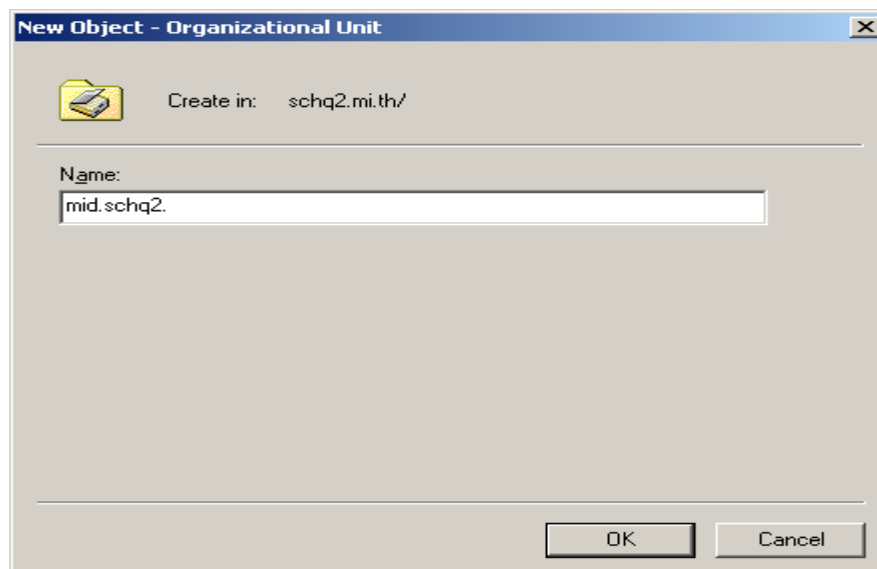 New Object - Organizational Unit
Create in: schq2.mi.th/
Name:
mid.schq2.
OK Cancel